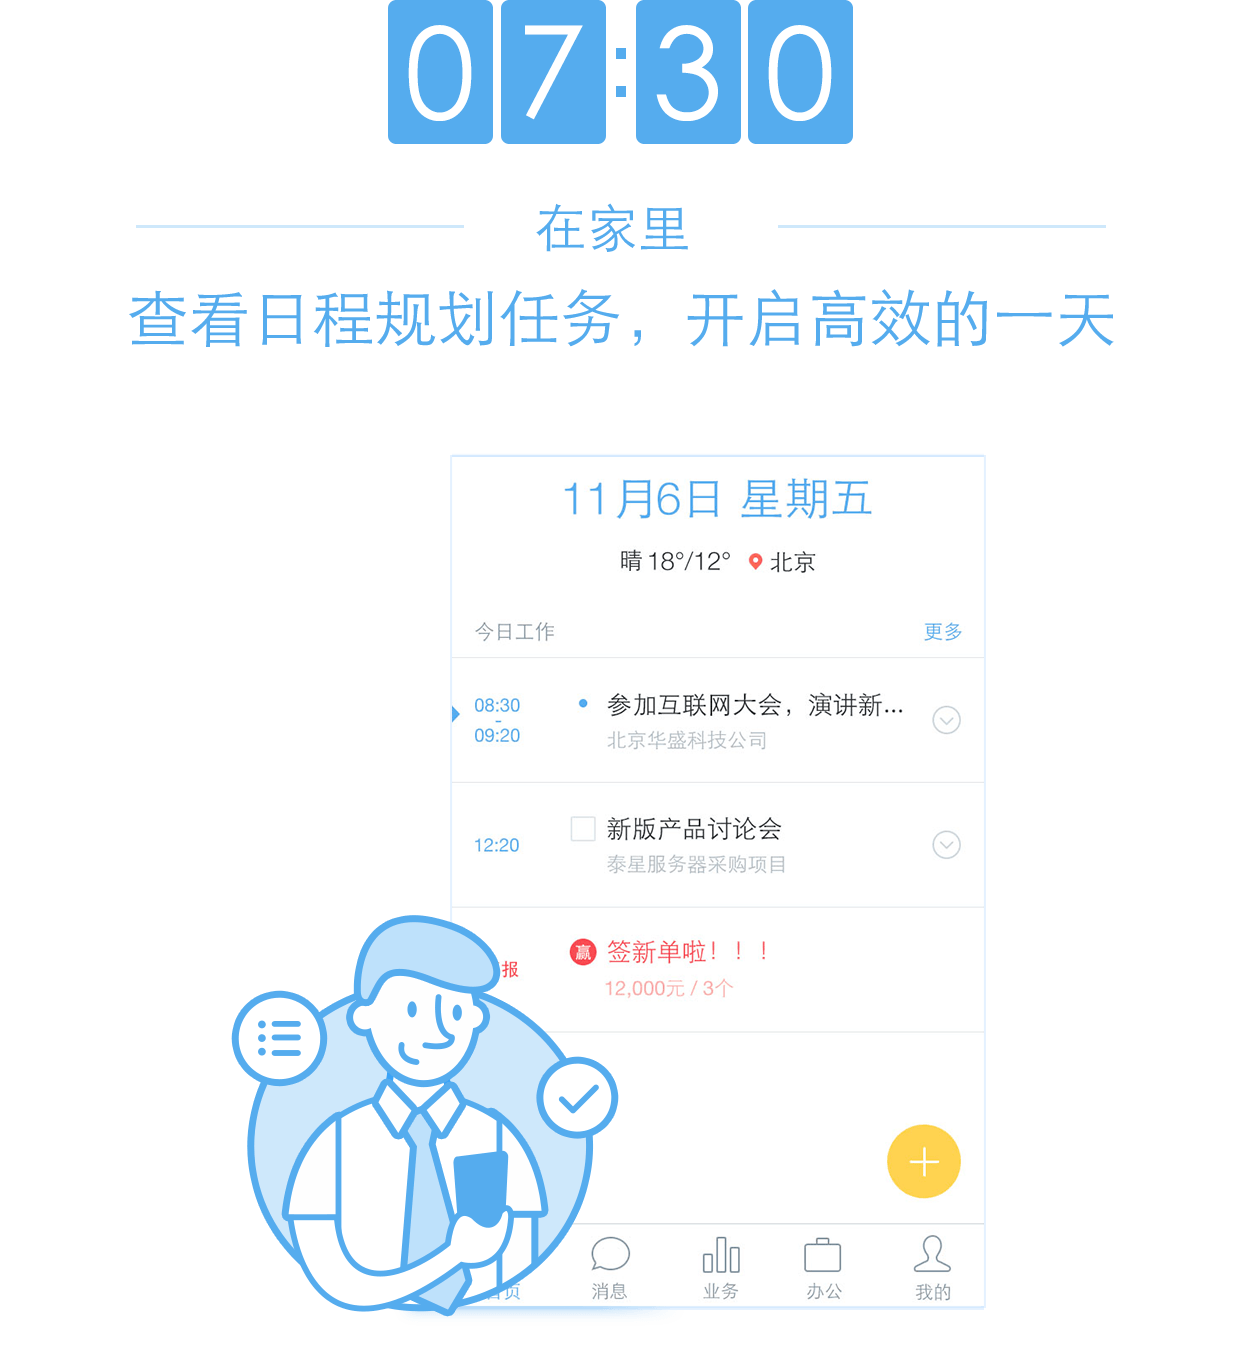 07:30
在家里
查看日程规划任务，开启高效的一天
11月6日 星期五
晴 18°/12° 北京
今日工作 更多
08:30 - 09:20
参加互联网大会，演讲新...
北京华盛科技公司
12:20
新版产品讨论会
泰星服务器采购项目
报
赢 签新单啦！！！
12,000元 / 3个
页 消息 业务 办公 我的